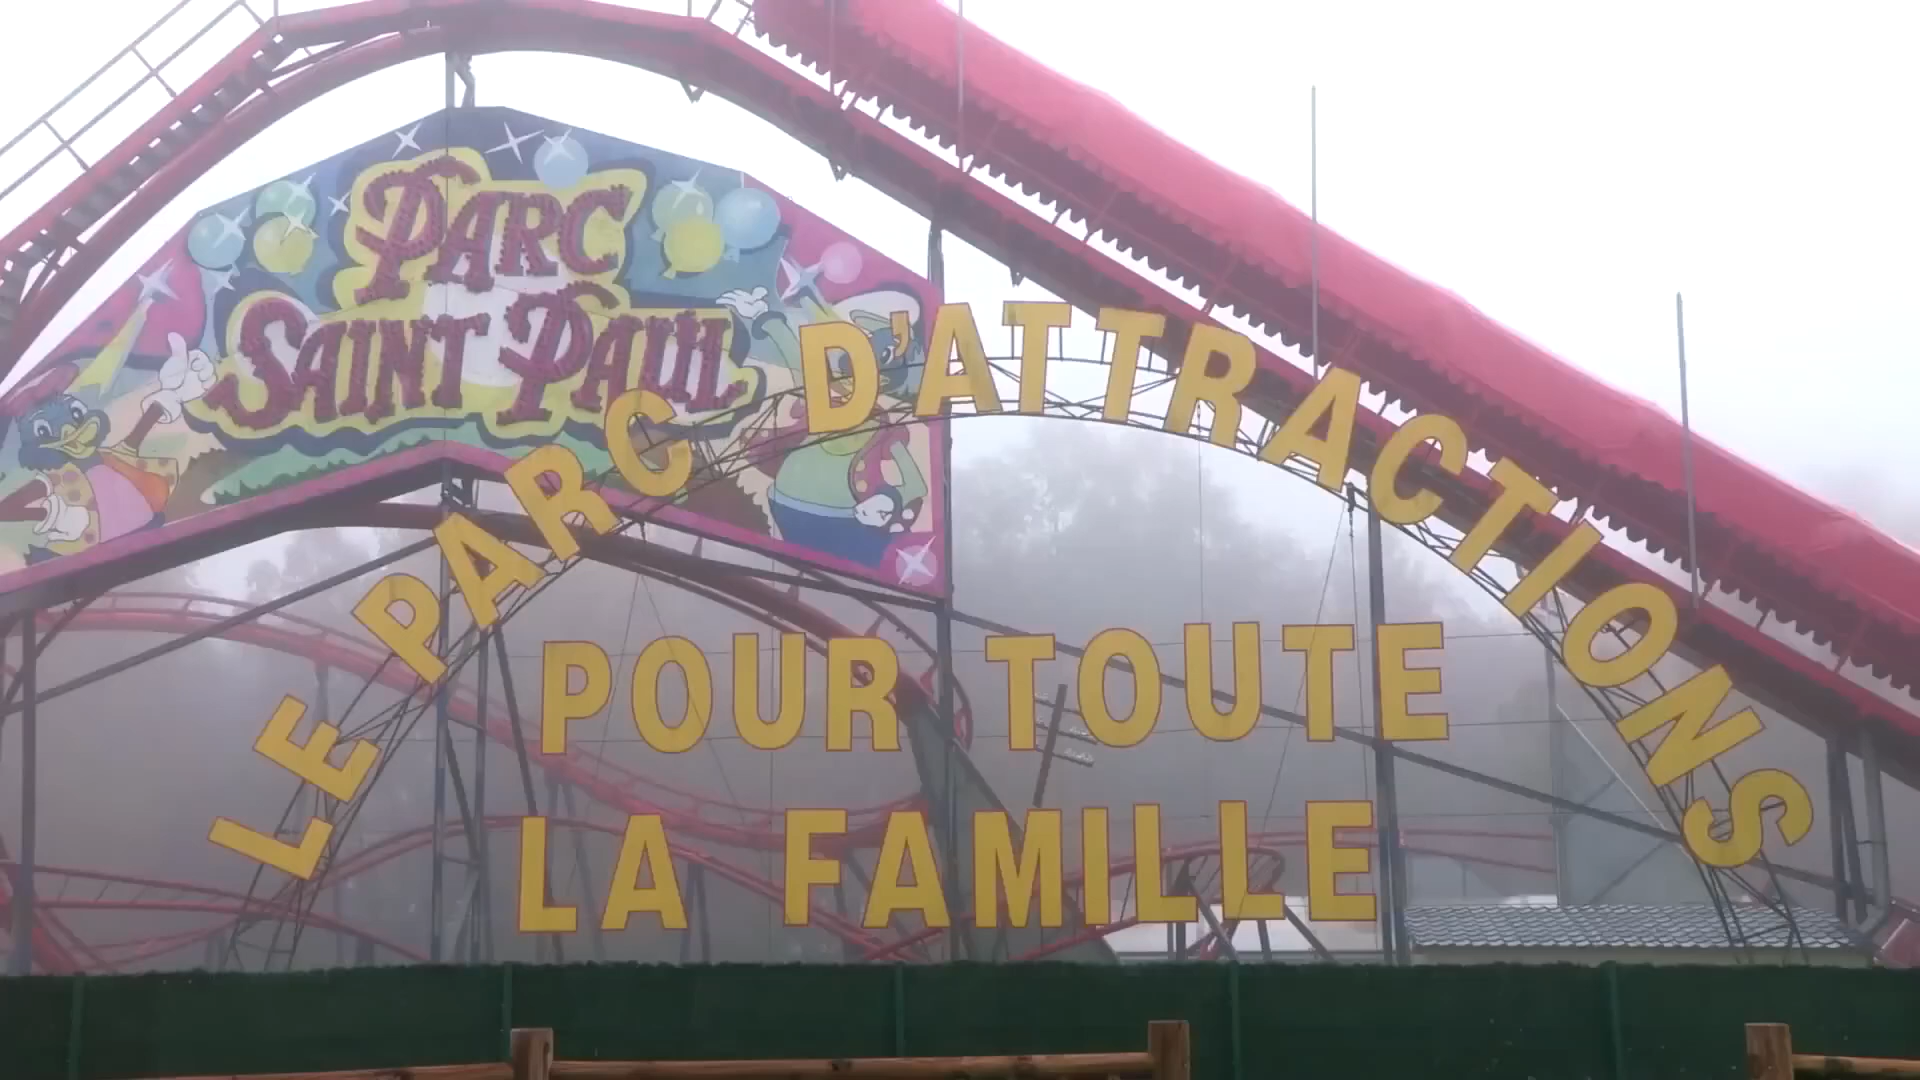 PARC
SAINT PAUL
LE PARC D'ATTRACTIONS
POUR TOUTE
LA FAMILLE